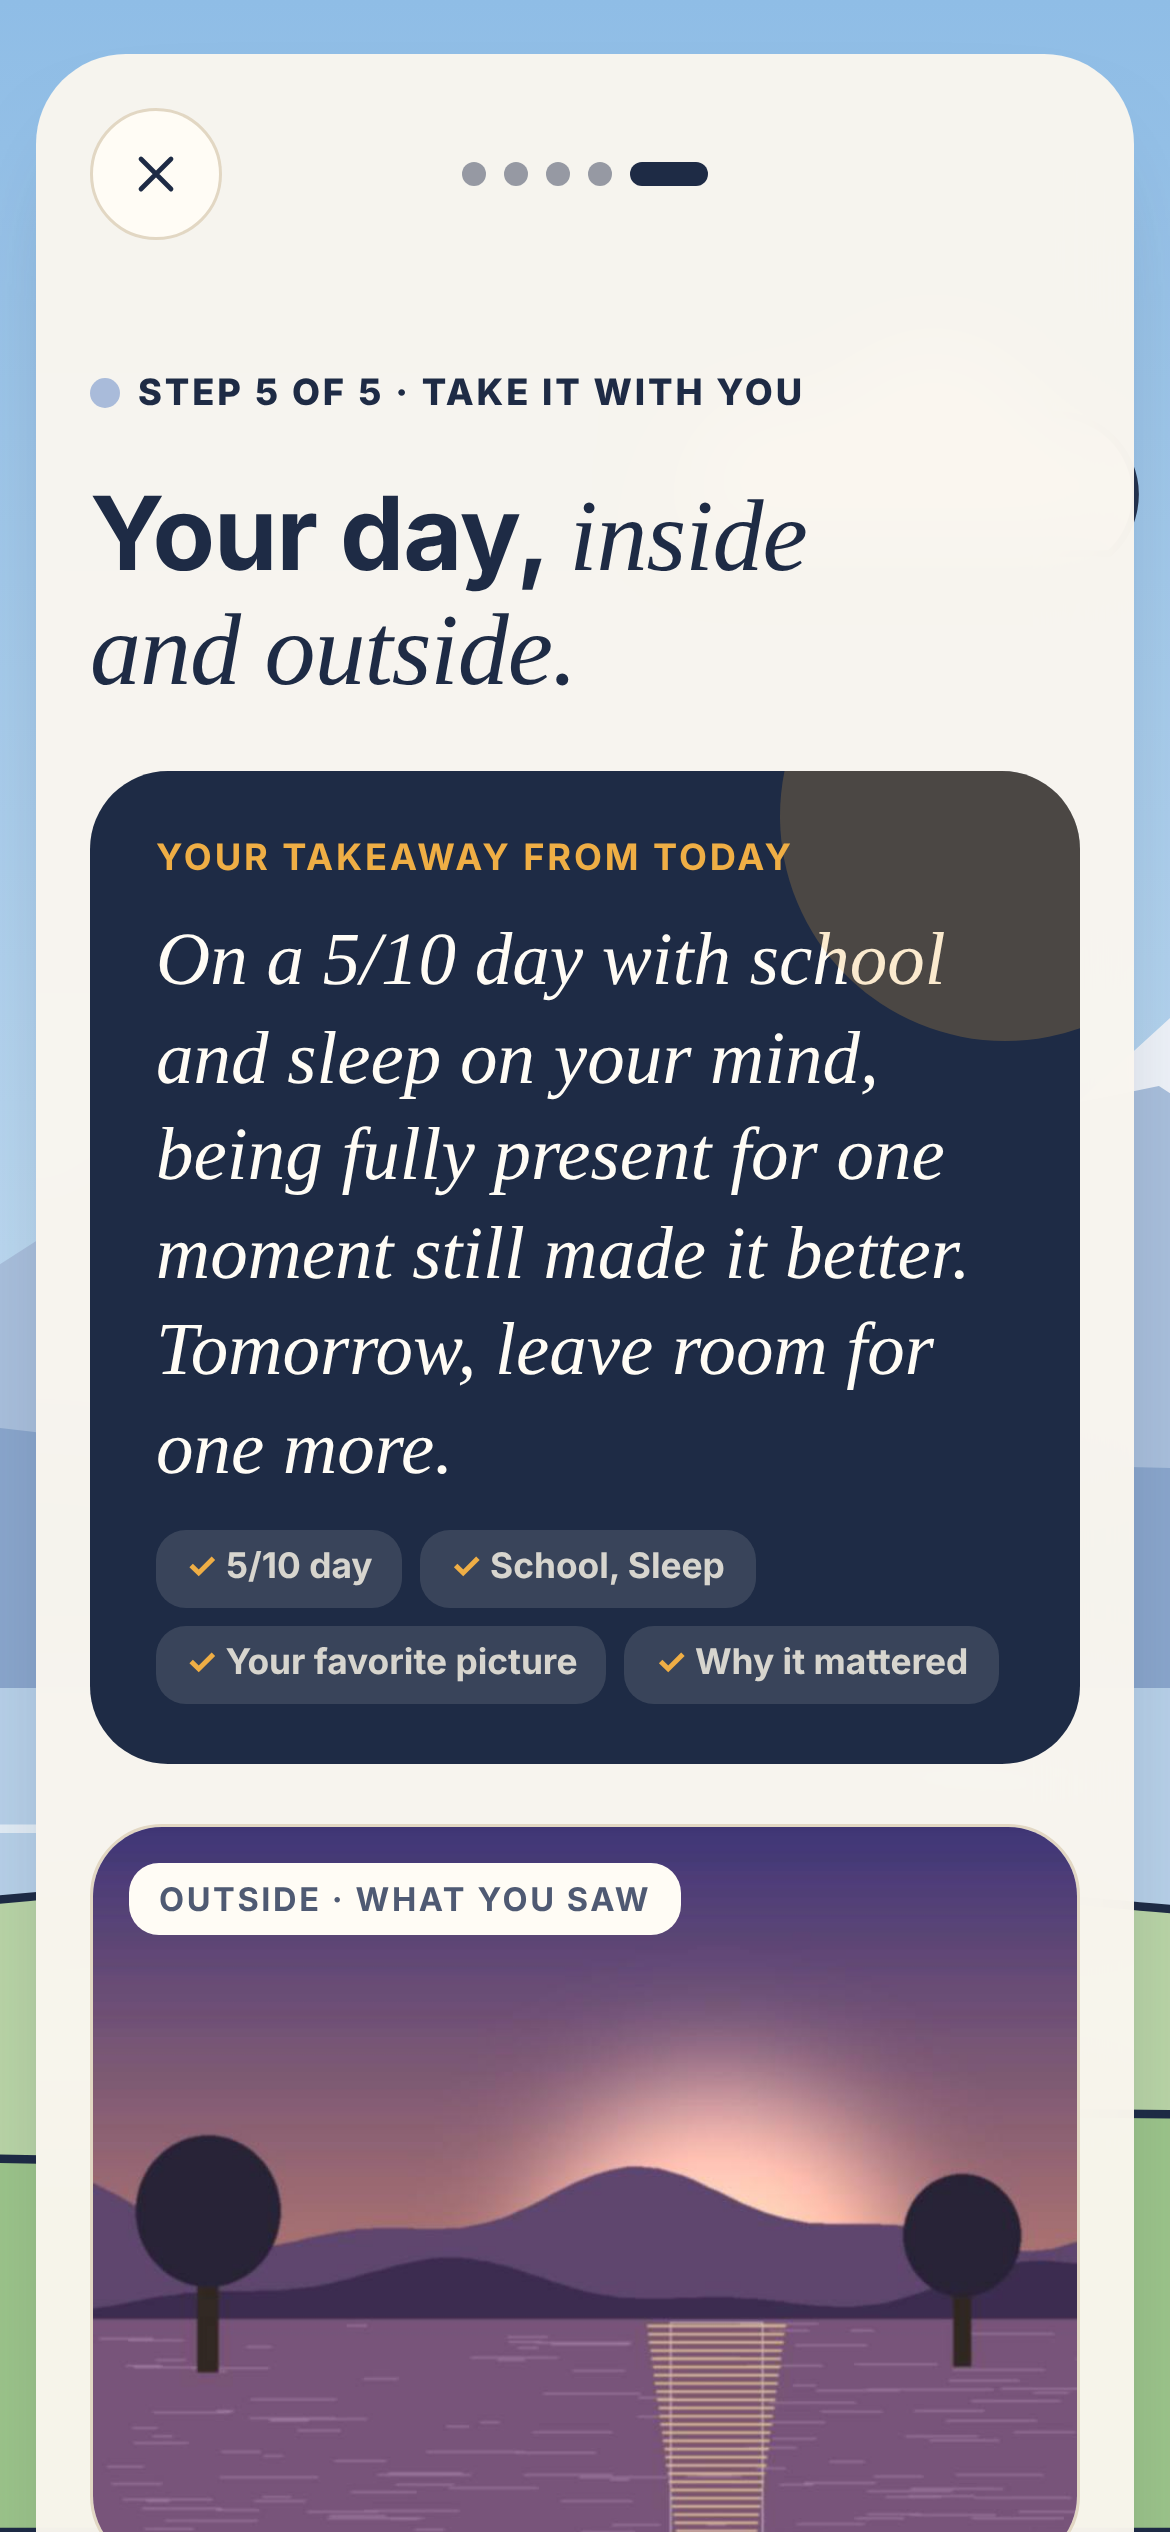 STEP 5 OF 5 · TAKE IT WITH YOU
Your day, inside
and outside.
YOUR TAKEAWAY FROM TODAY
On a 5/10 day with school
and sleep on your mind,
being fully present for one
moment still made it better.
Tomorrow, leave room for
one more.
✓ 5/10 day ✓ School, Sleep
✓ Your favorite picture ✓ Why it mattered
OUTSIDE · WHAT YOU SAW